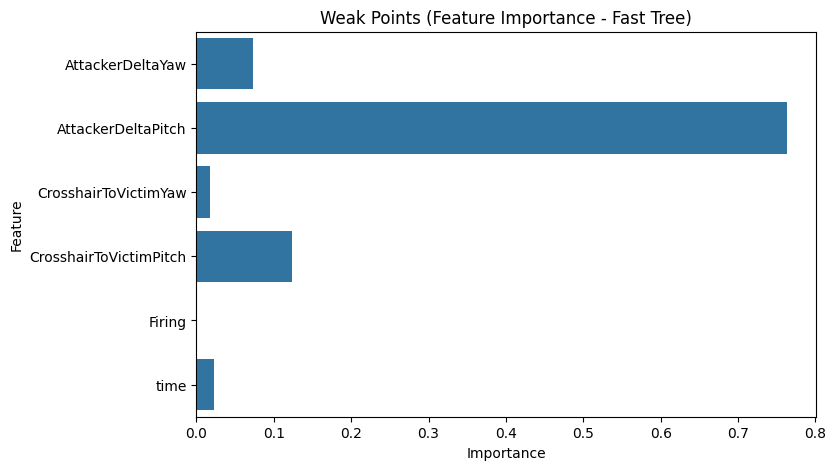 Weak Points (Feature Importance - Fast Tree)
AttackerDeltaYaw
AttackerDeltaPitch
CrosshairToVictimYaw
CrosshairToVictimPitch
Firing
time
Feature
0.0 0.1 0.2 0.3 0.4 0.5 0.6 0.7 0.8
Importance